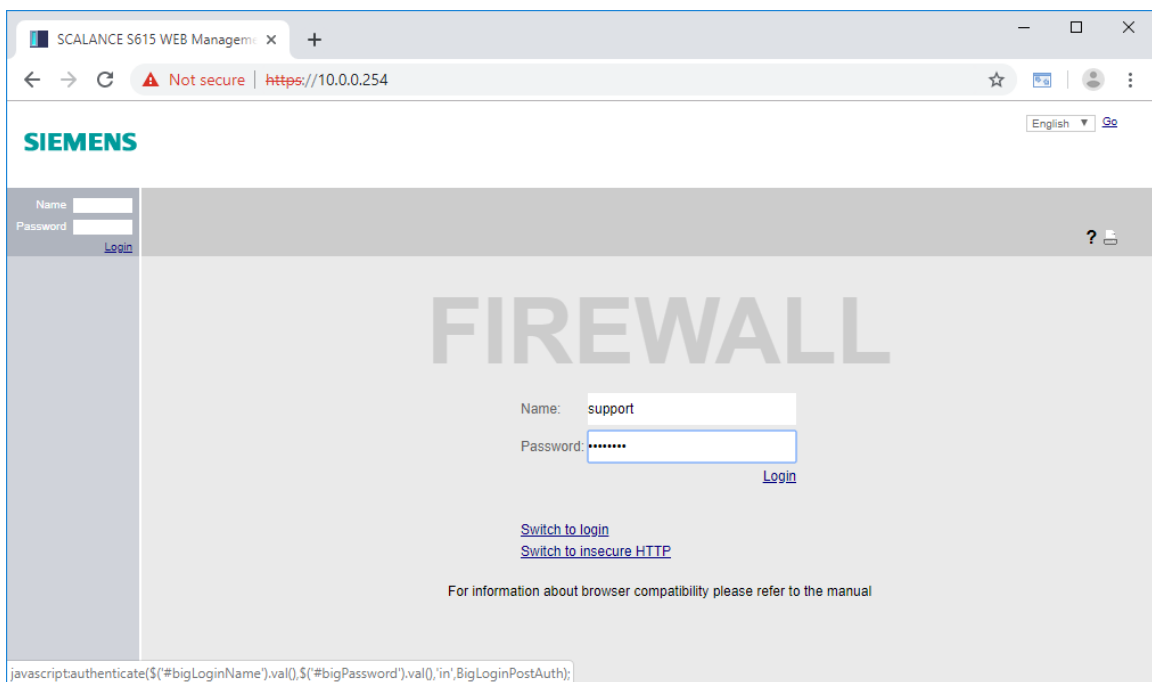 SCALANCE S615 WEB Manageme
Not secure | https://10.0.0.254
English Go
SIEMENS
Name
Password
Login
?
FIREWALL
Name: support
Password: ••••••••
Login
Switch to login
Switch to insecure HTTP
For information about browser compatibility please refer to the manual
javascript:authenticate($('#bigLoginName').val(),$('#bigPassword').val(),'in',BigLoginPostAuth);